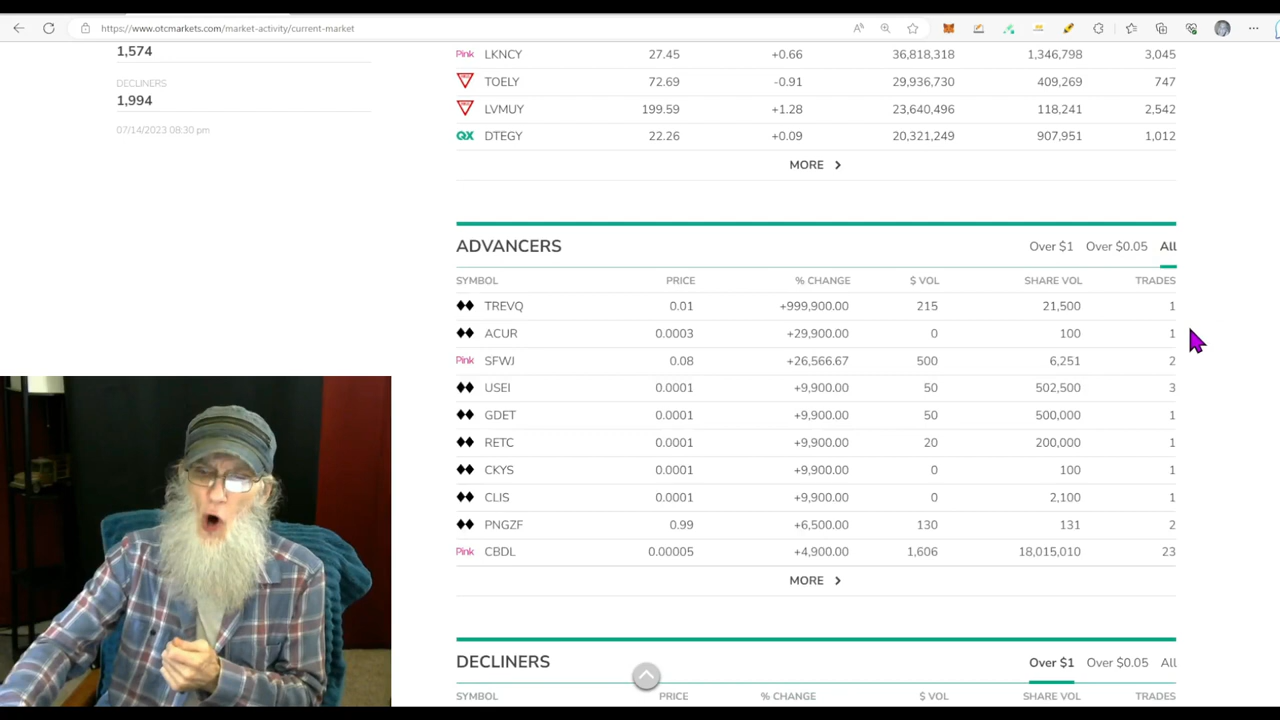 https://www.otcmarkets.com/market-activity/current-market
1,574
DECLINERS
1,994
07/14/2023 08:30 pm
Pink LKNCY 27.45 +0.66 36,818,318 1,346,798 3,045
TOELY 72.69 -0.91 29,936,730 409,269 747
LVMUY 199.59 +1.28 23,640,496 118,241 2,542
QX DTEGY 22.26 +0.09 20,321,249 907,951 1,012
MORE
ADVANCERS Over $1 Over $0.05 All
SYMBOL PRICE % CHANGE $ VOL SHARE VOL TRADES
TREVQ 0.01 +999,900.00 215 21,500 1
ACUR 0.0003 +29,900.00 0 100 1
Pink SFWJ 0.08 +26,566.67 500 6,251 2
USEI 0.0001 +9,900.00 50 502,500 3
GDET 0.0001 +9,900.00 50 500,000 1
RETC 0.0001 +9,900.00 20 200,000 1
CKYS 0.0001 +9,900.00 0 100 1
CLIS 0.0001 +9,900.00 0 2,100 1
PNGZF 0.99 +6,500.00 130 131 2
Pink CBDL 0.00005 +4,900.00 1,606 18,015,010 23
MORE
DECLINERS Over $1 Over $0.05 All
SYMBOL PRICE % CHANGE $ VOL SHARE VOL TRADES